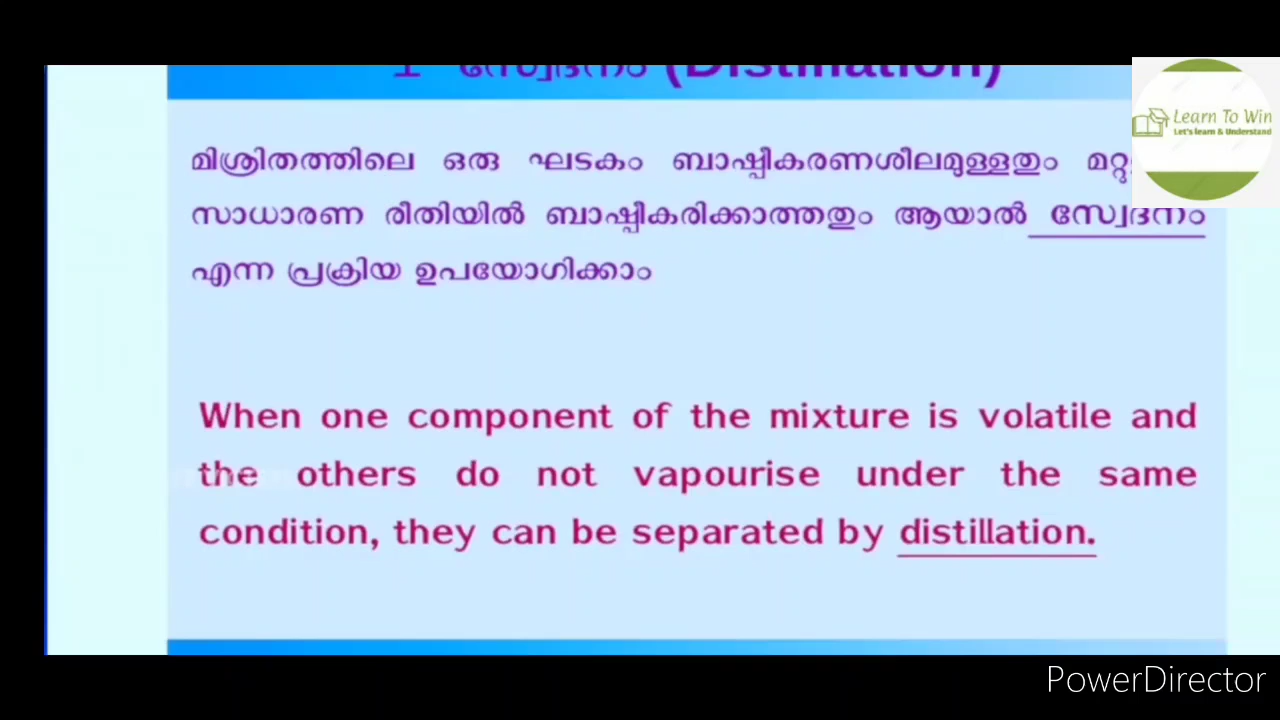 1 സ്വേദനം (Distillation)
Learn To Win
Let's learn & Understand
മിശ്രിതത്തിലെ ഒരു ഘടകം ബാഷ്പീകരണശീലമുള്ളതും
സാധാരണ രീതിയിൽ ബാഷ്പീകരിക്കാത്തതും ആയാൽ സ്വേദനം
എന്ന പ്രക്രിയ ഉപയോഗിക്കാം
When one component of the mixture is volatile and
the others do not vapourise under the same
condition, they can be separated by distillation.
PowerDirector